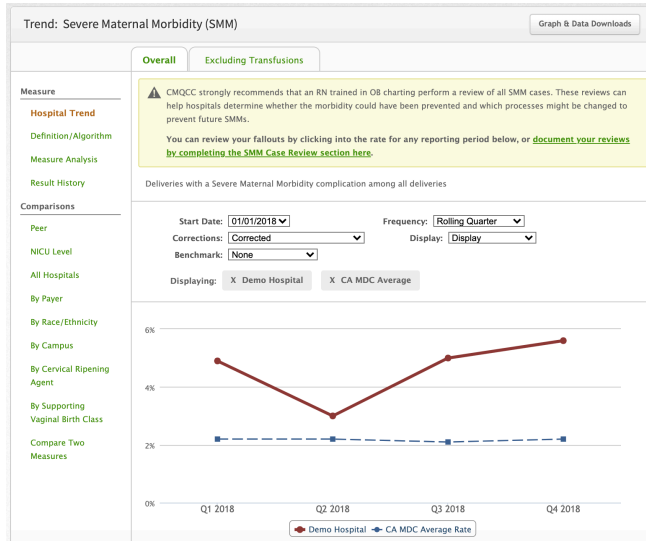 Trend: Severe Maternal Morbidity (SMM)
Graph & Data Downloads
Overall
Excluding Transfusions
Measure
Hospital Trend
Definition/Algorithm
Measure Analysis
Result History
Comparisons
Peer
NICU Level
All Hospitals
By Payer
By Race/Ethnicity
By Campus
By Cervical Ripening
Agent
By Supporting
Vaginal Birth Class
Compare Two
Measures
CMQCC strongly recommends that an RN trained in OB charting perform a review of all SMM cases. These reviews can
help hospitals determine whether the morbidity could have been prevented and which processes might be changed to
prevent future SMMs.
You can review your fallouts by clicking into the rate for any reporting period below, or document your reviews
by completing the SMM Case Review section here.
Deliveries with a Severe Maternal Morbidity complication among all deliveries
Start Date: 01/01/2018
Frequency: Rolling Quarter
Corrections: Corrected
Display: Display
Benchmark: None
Displaying: X Demo Hospital X CA MDC Average
6%
4%
2%
0%
Q1 2018 Q2 2018 Q3 2018 Q4 2018
Demo Hospital CA MDC Average Rate